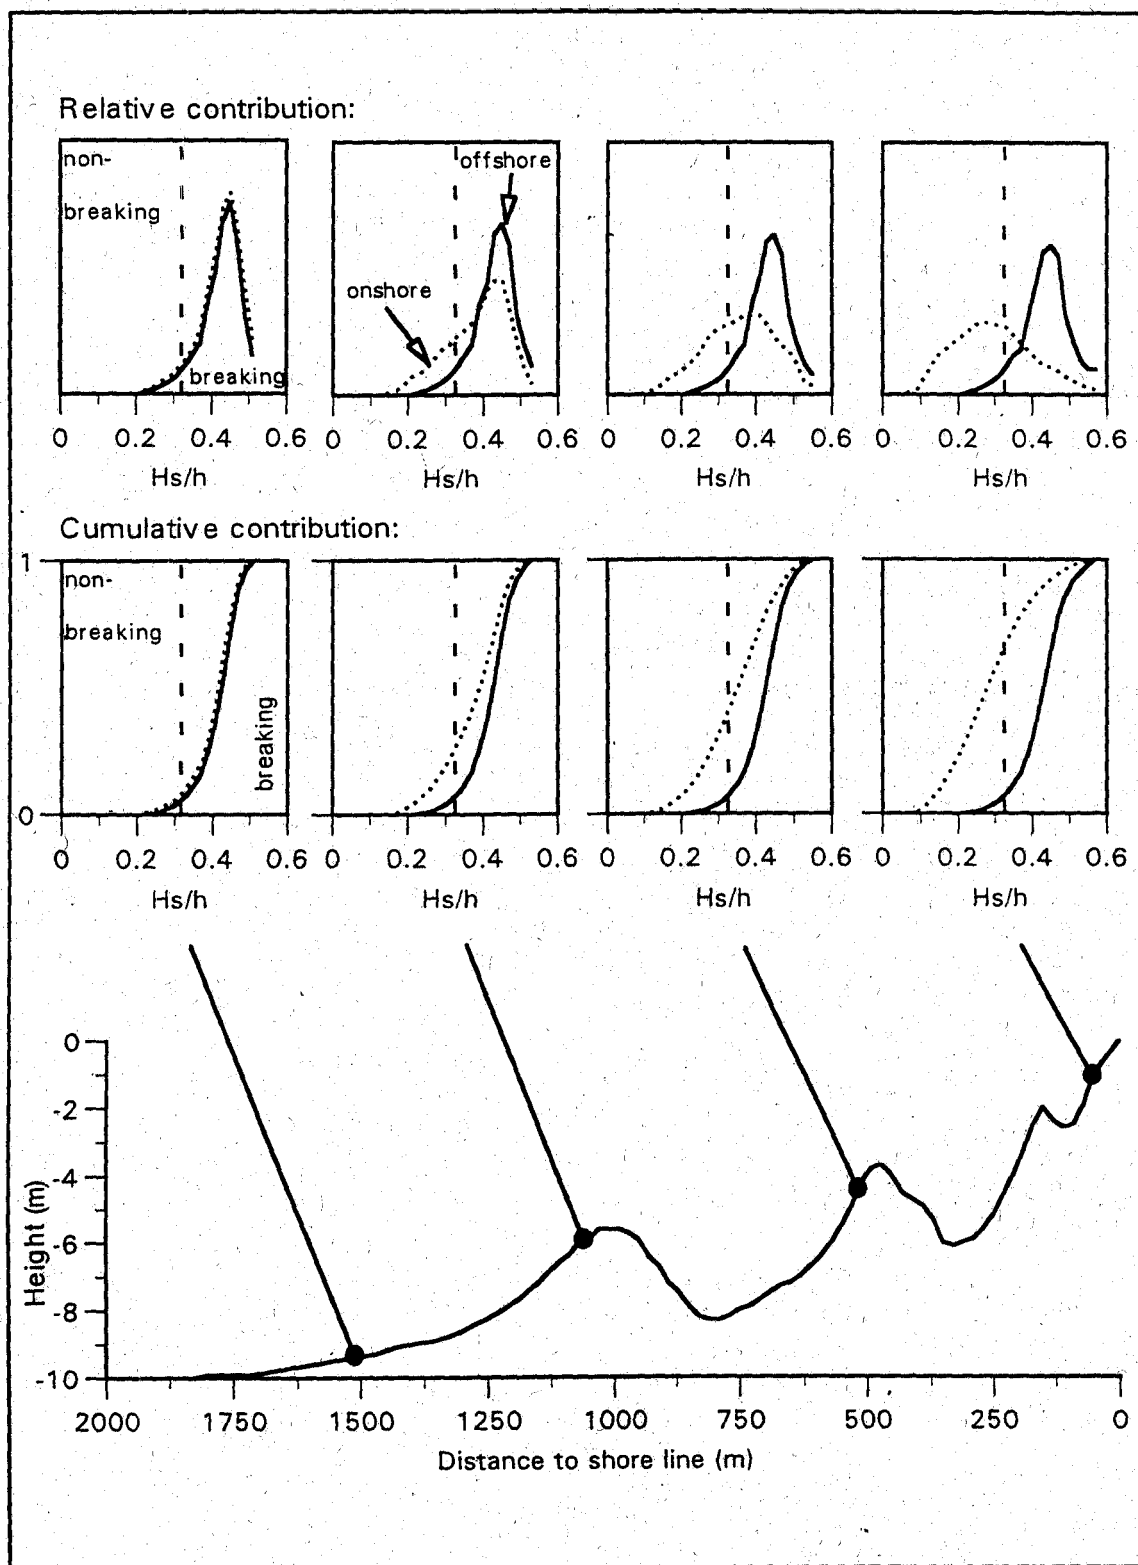 Relative contribution:
non-
breaking
breaking
offshore
onshore
0 0.2 0.4 0.6
0 0.2 0.4 0.6
0 0.2 0.4 0.6
0 0.2 0.4 0.6
Hs/h
Hs/h
Hs/h
Hs/h
Cumulative contribution:
1
non-
breaking
breaking
0
0 0.2 0.4 0.6
0 0.2 0.4 0.6
0 0.2 0.4 0.6
0 0.2 0.4 0.6
Hs/h
Hs/h
Hs/h
Hs/h
0
-2
-4
-6
-8
-10
Height (m)
2000 1750 1500 1250 1000 750 500 250 0
Distance to shore line (m)